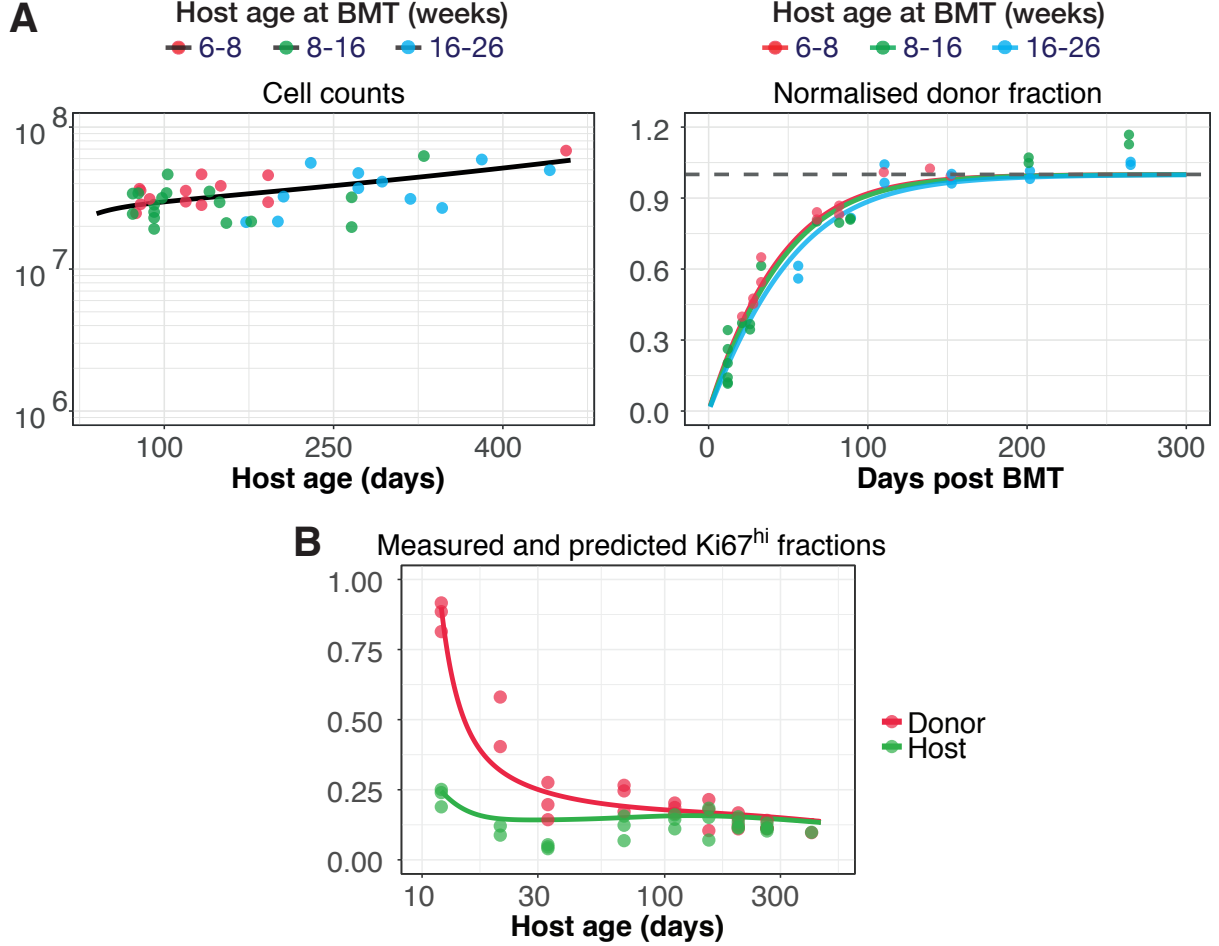 A
Host age at BMT (weeks)
6-8 8-16 16-26
Cell counts
10^8
10^7
10^6
100 250 400
Host age (days)
Host age at BMT (weeks)
6-8 8-16 16-26
Normalised donor fraction
1.2
0.9
0.6
0.3
0.0
0 100 200 300
Days post BMT
B
Measured and predicted Ki67^hi fractions
1.00
0.75
0.50
0.25
0.00
10 30 100 300
Host age (days)
Donor
Host